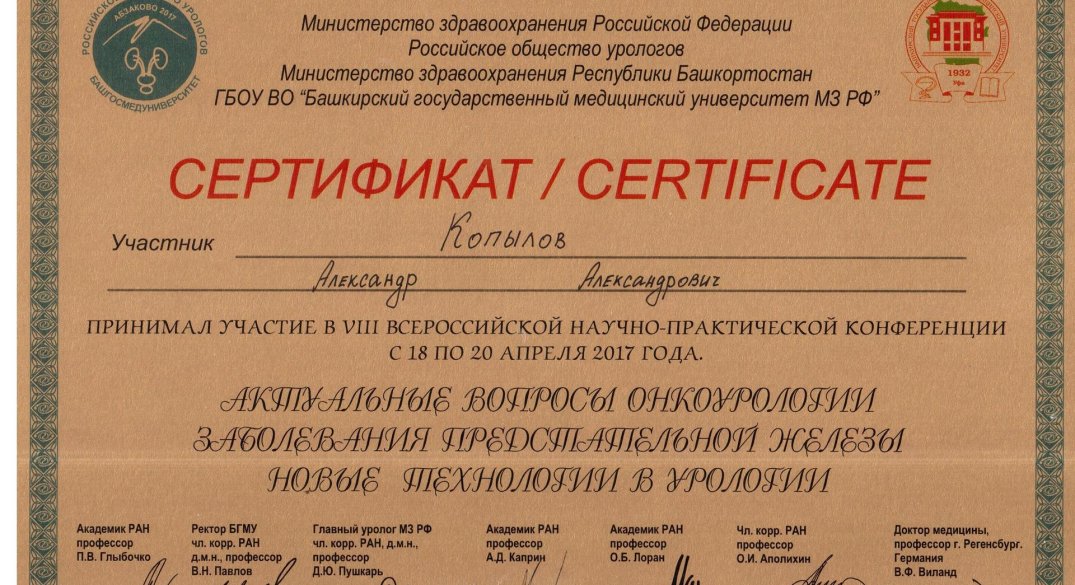 Министерство здравоохранения Российской Федерации
Российское общество урологов
Министерство здравоохранения Республики Башкортостан
ГБОУ ВО “Башкирский государственный медицинский университет МЗ РФ”
АБЗАКОВО 2017
БАШГОСМЕДУНИВЕРСИТЕТ
1932
Уфа
СЕРТИФИКАТ / CERTIFICATE
Участник Копылов
Александр Александрович
ПРИНИМАЛ УЧАСТИЕ В VIII ВСЕРОССИЙСКОЙ НАУЧНО-ПРАКТИЧЕСКОЙ КОНФЕРЕНЦИИ
С 18 ПО 20 АПРЕЛЯ 2017 ГОДА.
АКТУАЛЬНЫЕ ВОПРОСЫ ОНКОУРОЛОГИИ
ЗАБОЛЕВАНИЯ ПРЕДСТАТЕЛЬНОЙ ЖЕЛЕЗЫ
НОВЫЕ ТЕХНОЛОГИИ В УРОЛОГИИ
Академик РАН
профессор
П.В. Глыбочко
Ректор БГМУ
чл. корр. РАН
д.м.н., профессор
В.Н. Павлов
Главный уролог МЗ РФ
чл. корр. РАН, д.м.н.,
профессор
Д.Ю. Пушкарь
Академик РАН
профессор
А.Д. Каприн
Академик РАН
профессор
О.Б. Лоран
Чл. корр. РАН
профессор
О.И. Аполихин
Доктор медицины,
профессор г. Регенсбург.
Германия
В.Ф. Виланд